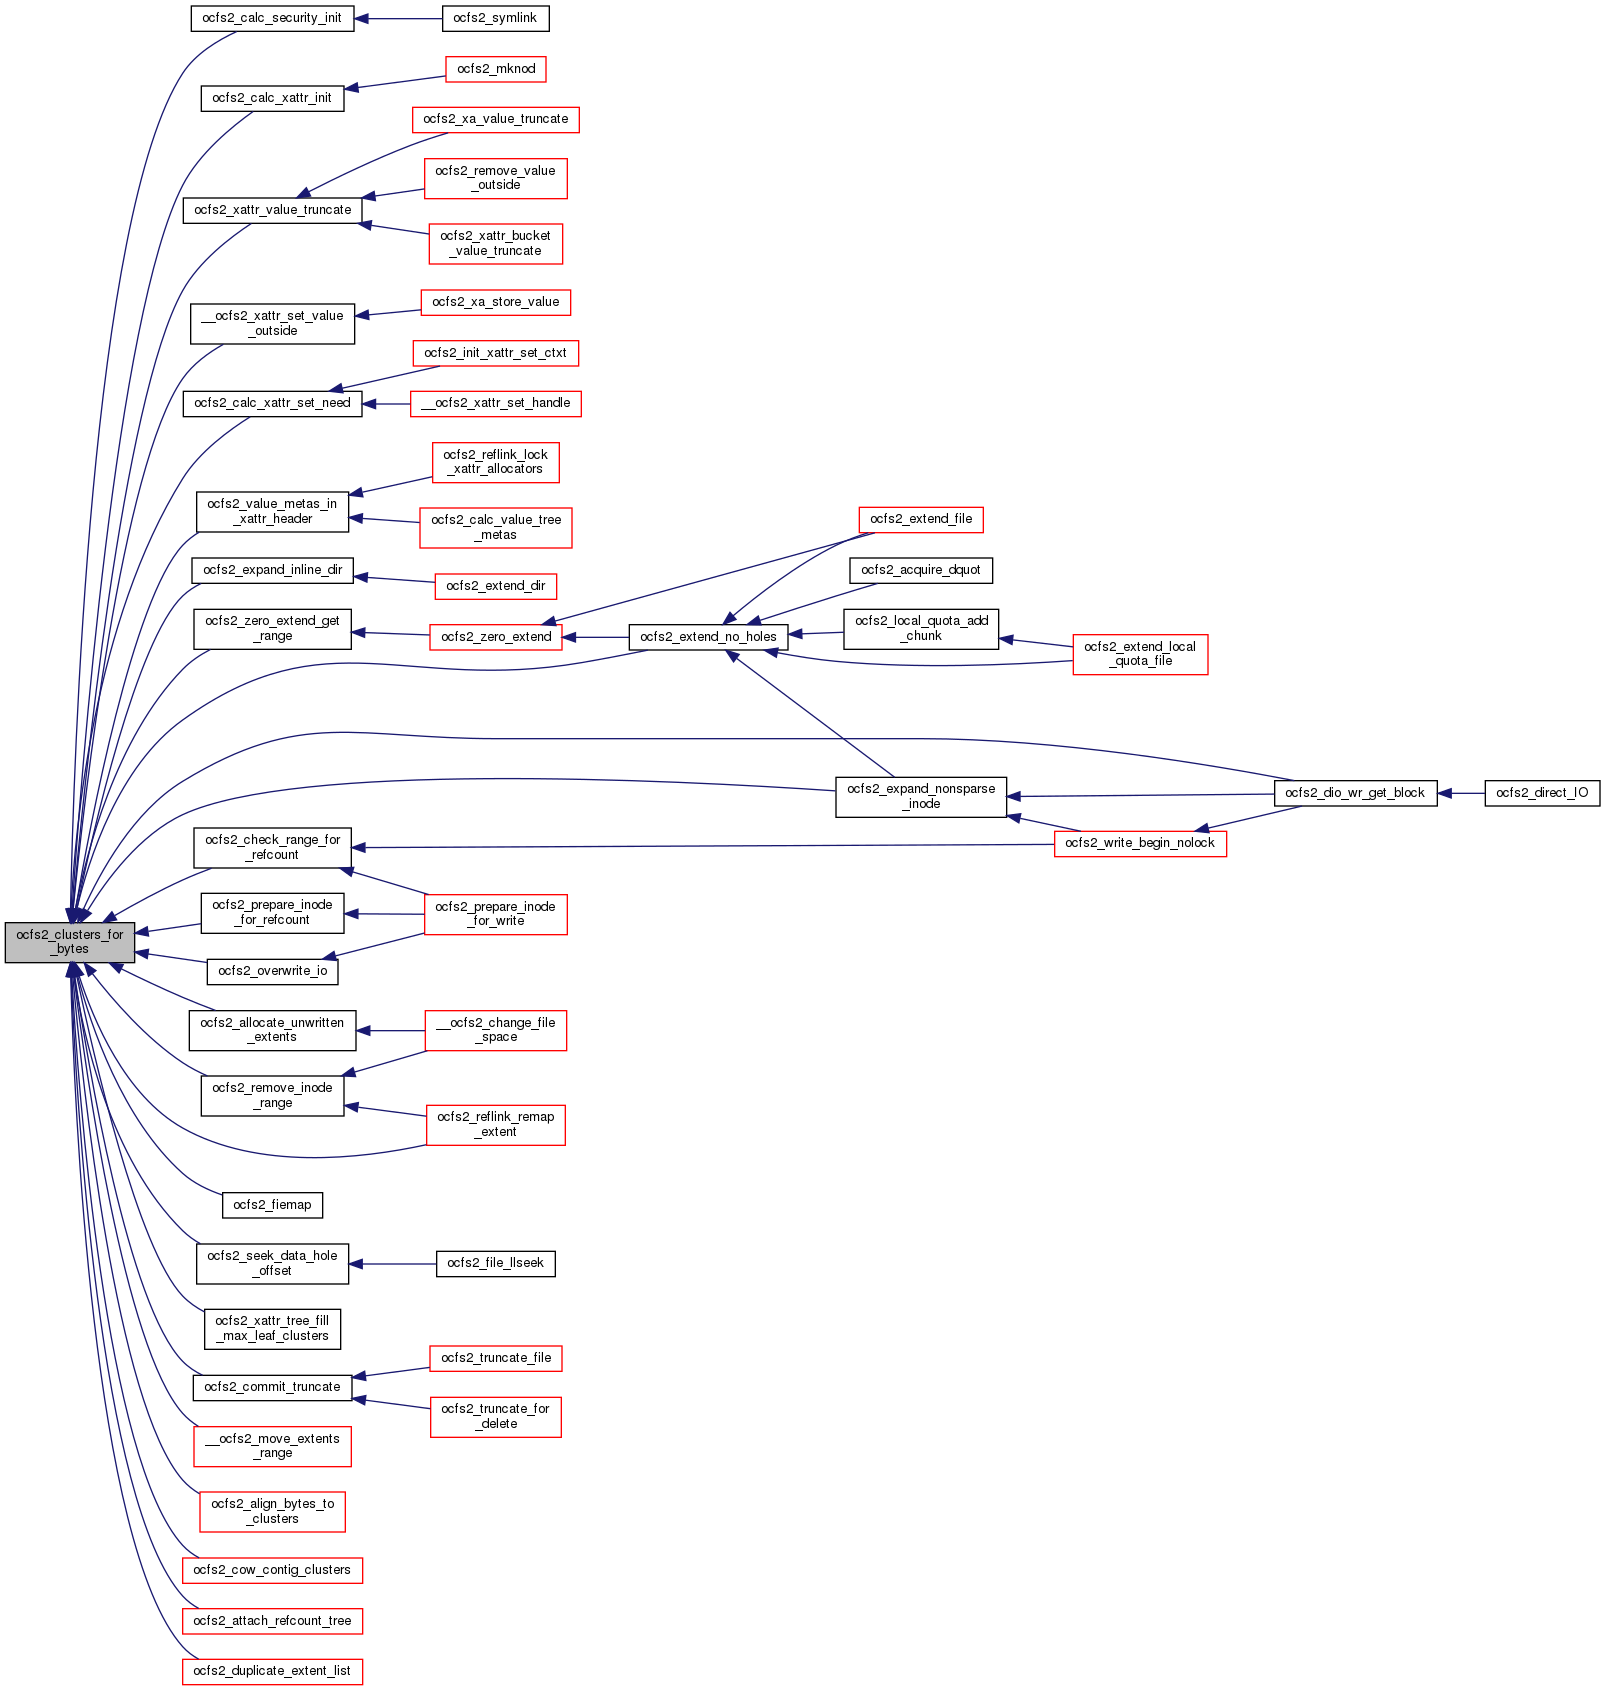 ocfs2_calc_security_init
ocfs2_symlink
ocfs2_mknod
ocfs2_calc_xattr_init
ocfs2_xa_value_truncate
ocfs2_remove_value
_outside
ocfs2_xattr_value_truncate
ocfs2_xattr_bucket
_value_truncate
ocfs2_xa_store_value
__ocfs2_xattr_set_value
_outside
ocfs2_init_xattr_set_ctxt
ocfs2_calc_xattr_set_need
__ocfs2_xattr_set_handle
ocfs2_reflink_lock
_xattr_allocators
ocfs2_value_metas_in
_xattr_header
ocfs2_calc_value_tree
_metas
ocfs2_extend_file
ocfs2_expand_inline_dir
ocfs2_extend_dir
ocfs2_acquire_dquot
ocfs2_zero_extend_get
_range
ocfs2_zero_extend
ocfs2_extend_no_holes
ocfs2_local_quota_add
_chunk
ocfs2_extend_local
_quota_file
ocfs2_expand_nonsparse
_inode
ocfs2_dio_wr_get_block
ocfs2_direct_IO
ocfs2_check_range_for
_refcount
ocfs2_write_begin_nolock
ocfs2_prepare_inode
_for_refcount
ocfs2_prepare_inode
_for_write
ocfs2_clusters_for
_bytes
ocfs2_overwrite_io
ocfs2_allocate_unwritten
_extents
__ocfs2_change_file
_space
ocfs2_remove_inode
_range
ocfs2_reflink_remap
_extent
ocfs2_fiemap
ocfs2_seek_data_hole
_offset
ocfs2_file_llseek
ocfs2_xattr_tree_fill
_max_leaf_clusters
ocfs2_truncate_file
ocfs2_commit_truncate
ocfs2_truncate_for
_delete
__ocfs2_move_extents
_range
ocfs2_align_bytes_to
_clusters
ocfs2_cow_contig_clusters
ocfs2_attach_refcount_tree
ocfs2_duplicate_extent_list